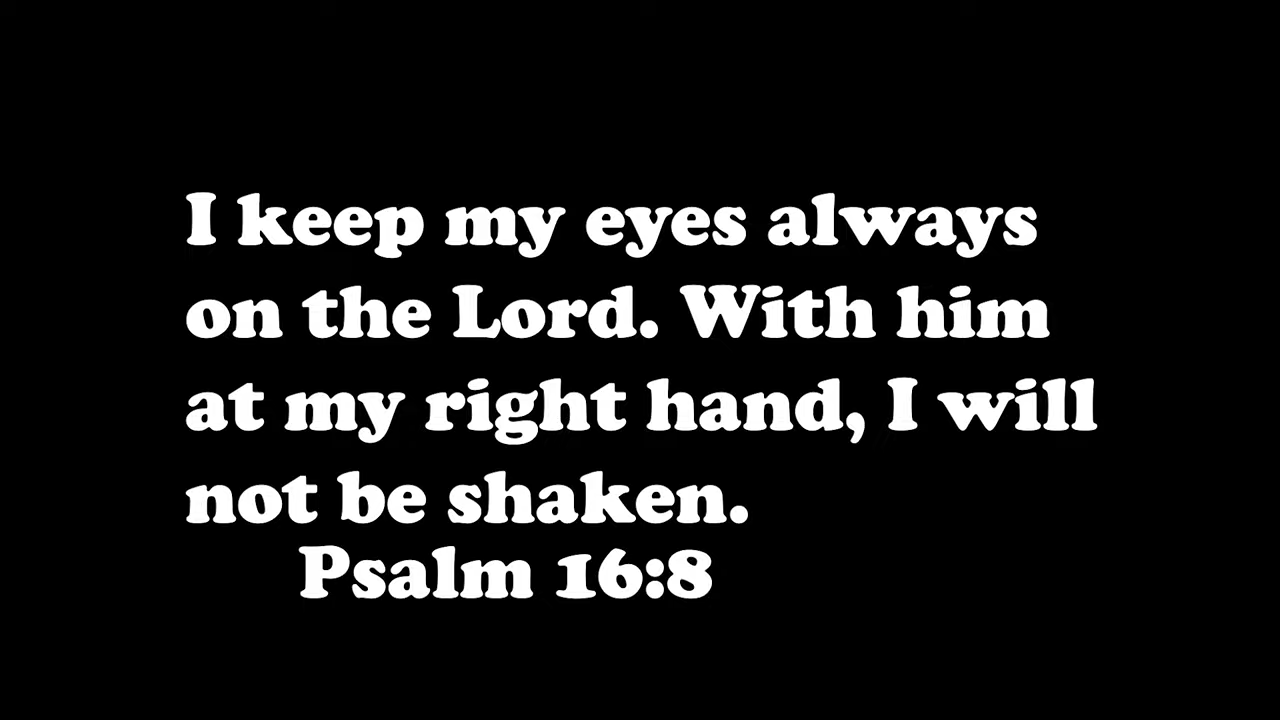 I keep my eyes always
on the Lord. With him
at my right hand, I will
not be shaken.
Psalm 16:8